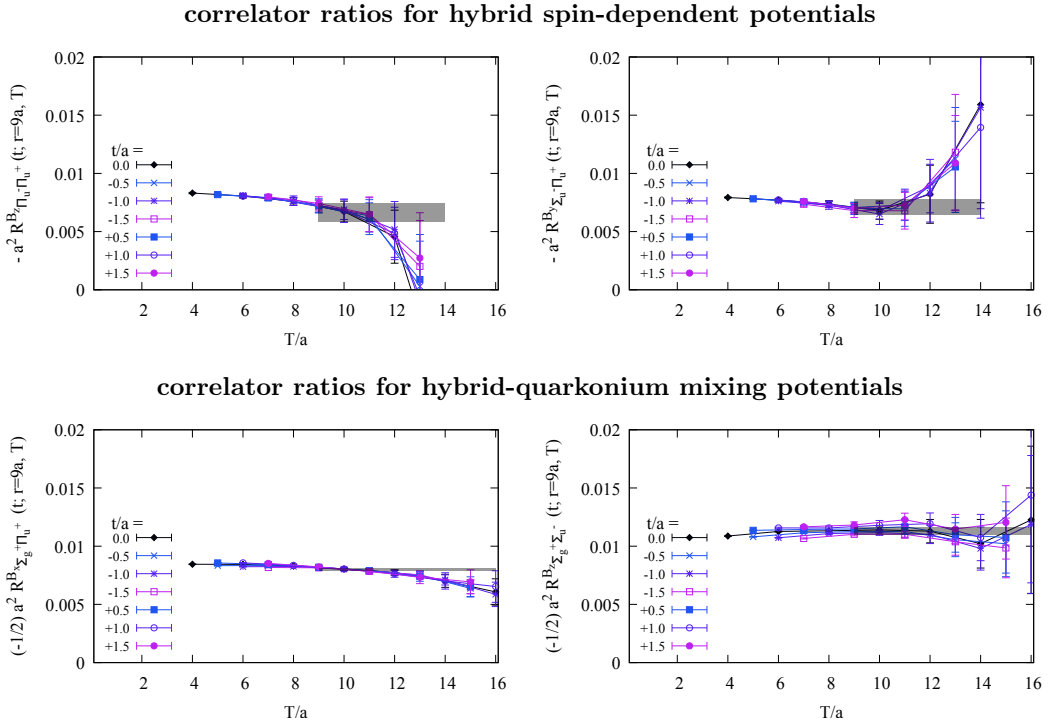 correlator ratios for hybrid spin-dependent potentials
- a² R^{B_z}_{Π_u⁻Π_u⁺} (t; r=9a, T)
0.02
0.015
0.01
0.005
0
t/a =
0.0
-0.5
-1.0
-1.5
+0.5
+1.0
+1.5
2 4 6 8 10 12 14 16
T/a
- a² R^{B_y}_{Σ_u⁻Π_u⁺} (t; r=9a, T)
0.02
0.015
0.01
0.005
0
t/a =
0.0
-0.5
-1.0
-1.5
+0.5
+1.0
+1.5
2 4 6 8 10 12 14 16
T/a
correlator ratios for hybrid-quarkonium mixing potentials
(-1/2) a² R^{B_x}_{Σ_g⁺Π_u⁺} (t; r=9a, T)
0.02
0.015
0.01
0.005
0
t/a =
0.0
-0.5
-1.0
-1.5
+0.5
+1.0
+1.5
2 4 6 8 10 12 14 16
T/a
(-1/2) a² R^{B_z}_{Σ_g⁺Σ_u⁻} (t; r=9a, T)
0.02
0.015
0.01
0.005
0
t/a =
0.0
-0.5
-1.0
-1.5
+0.5
+1.0
+1.5
2 4 6 8 10 12 14 16
T/a